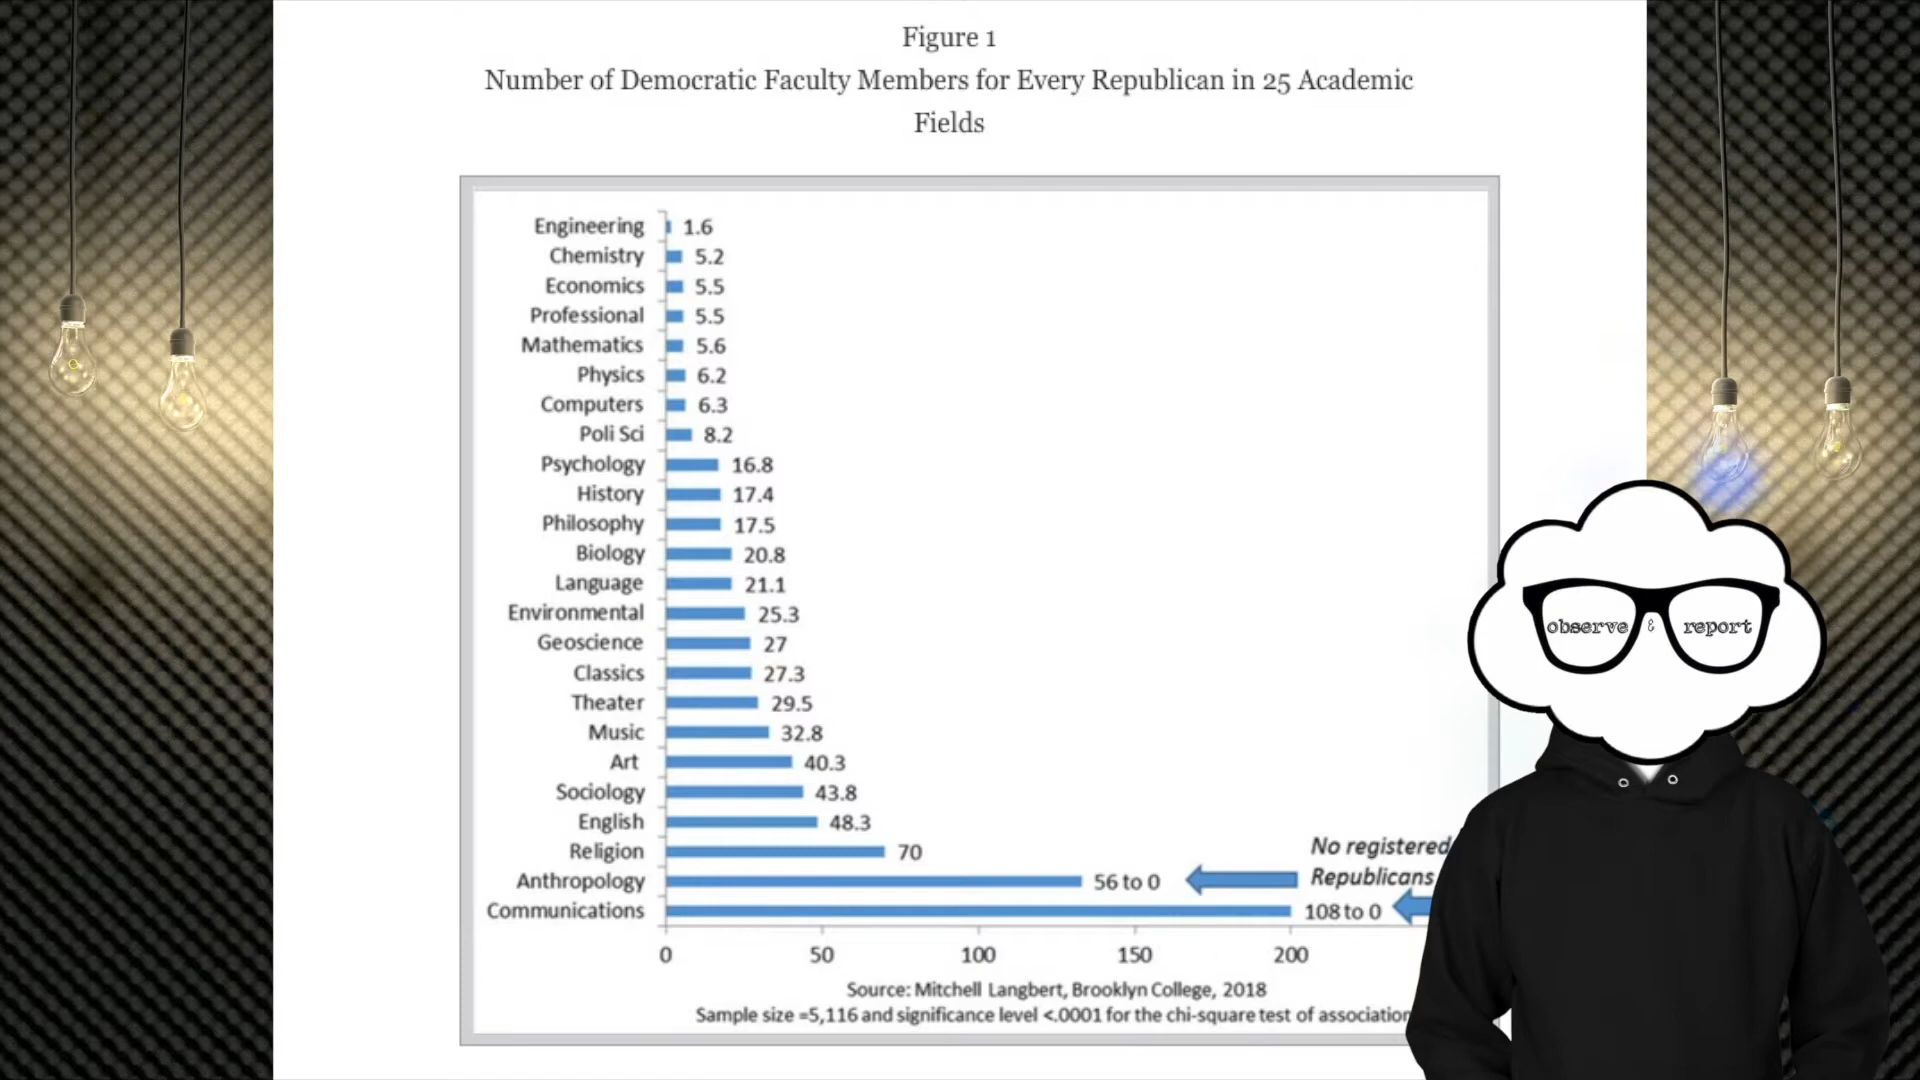 Figure 1
Number of Democratic Faculty Members for Every Republican in 25 Academic
Fields
Engineering 1.6
Chemistry 5.2
Economics 5.5
Professional 5.5
Mathematics 5.6
Physics 6.2
Computers 6.3
Poli Sci 8.2
Psychology 16.8
History 17.4
Philosophy 17.5
Biology 20.8
Language 21.1
Environmental 25.3
Geoscience 27
Classics 27.3
Theater 29.5
Music 32.8
Art 40.3
Sociology 43.8
English 48.3
Religion 70
Anthropology 56 to 0
Communications 108 to 0
No registered
Republicans
0 50 100 150 200
Source: Mitchell Langbert, Brooklyn College, 2018
Sample size =5,116 and significance level <.0001 for the chi-square test of association
observe & report